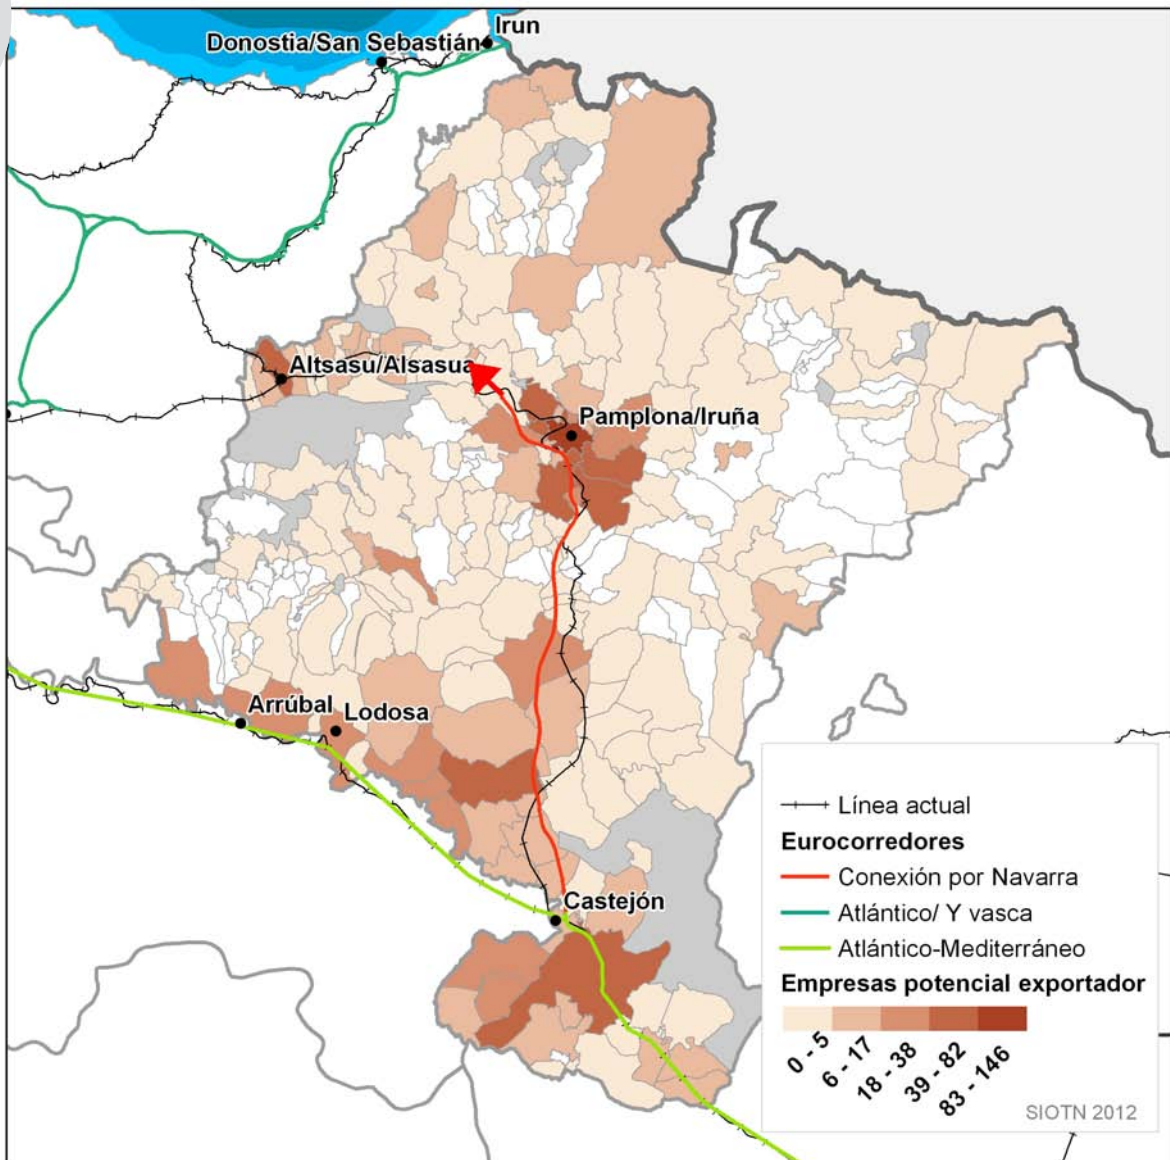 Irun
Donostia/San Sebastián
Altsasu/Alsasua
Pamplona/Iruña
Arrúbal
Lodosa
Castejón
Línea actual
Eurocorredores
Conexión por Navarra
Atlántico/ Y vasca
Atlántico-Mediterráneo
Empresas potencial exportador
0 - 5
6 - 17
18 - 38
39 - 82
83 - 146
SIOTN 2012